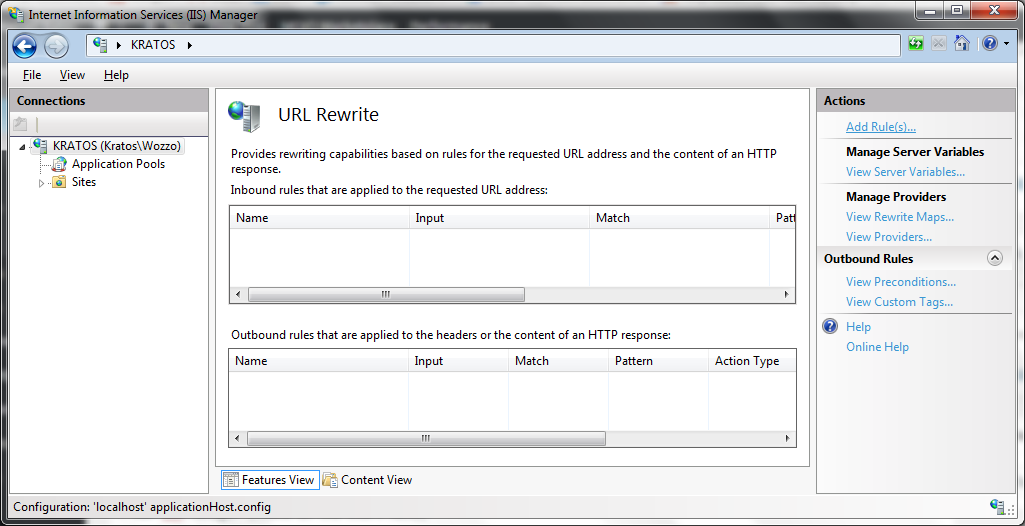 Internet Information Services (IIS) Manager
KRATOS
File View Help
Connections
KRATOS (Kratos\Wozzo)
Application Pools
Sites
URL Rewrite
Provides rewriting capabilities based on rules for the requested URL address and the content of an HTTP
response.
Inbound rules that are applied to the requested URL address:
Name Input Match Patt
Outbound rules that are applied to the headers or the content of an HTTP response:
Name Input Match Pattern Action Type
Features View Content View
Actions
Add Rule(s)...
Manage Server Variables
View Server Variables...
Manage Providers
View Rewrite Maps...
View Providers...
Outbound Rules
View Preconditions...
View Custom Tags...
Help
Online Help
Configuration: 'localhost' applicationHost.config